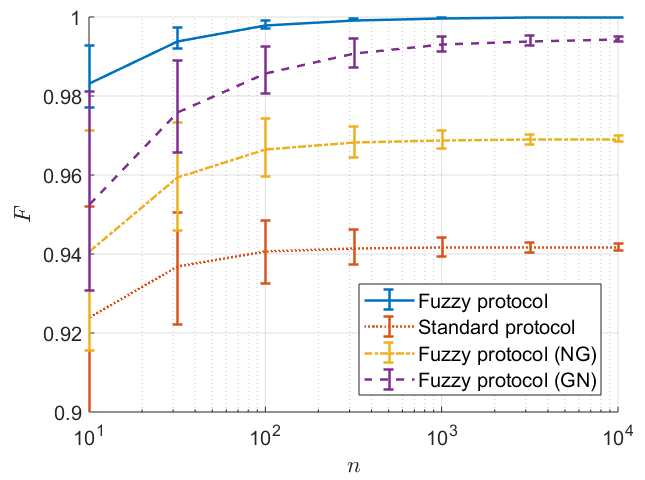 1
0.98
0.96
0.94
0.92
0.9
F
10^1
10^2
10^3
10^4
n
Fuzzy protocol
Standard protocol
Fuzzy protocol (NG)
Fuzzy protocol (GN)